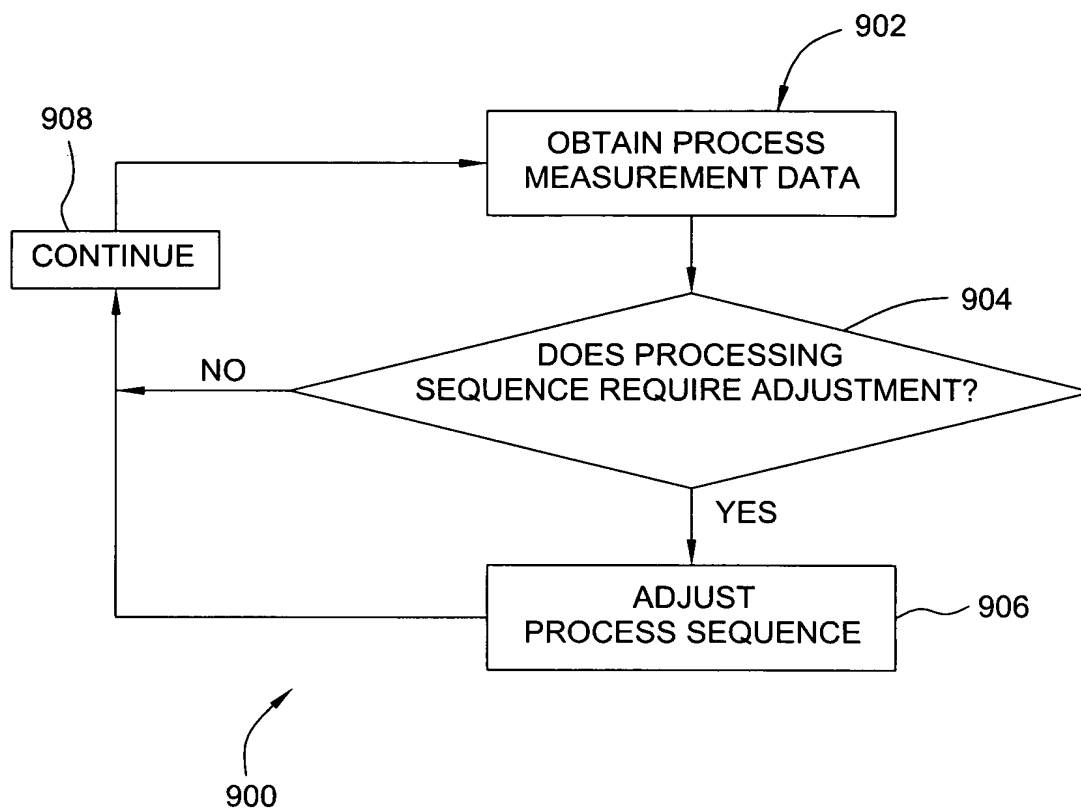 902
908
OBTAIN PROCESS
MEASUREMENT DATA
CONTINUE
904
DOES PROCESSING
SEQUENCE REQUIRE ADJUSTMENT?
NO
YES
ADJUST
PROCESS SEQUENCE
906
900